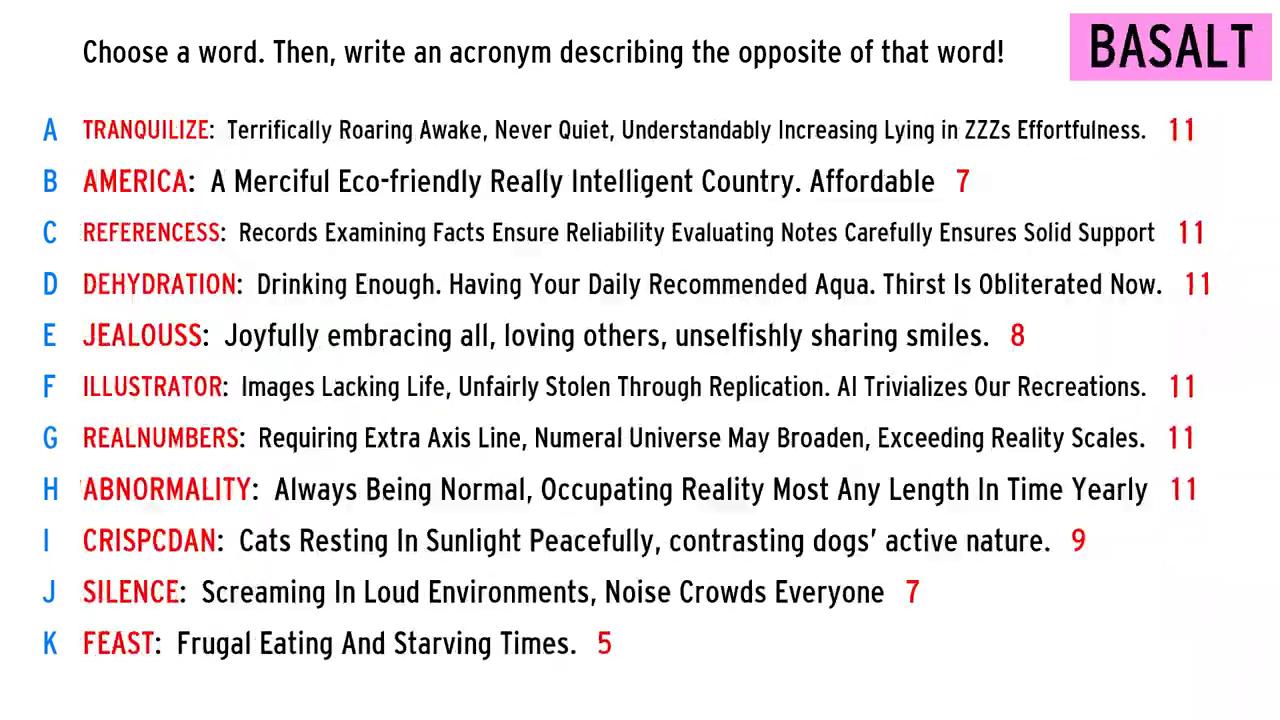 Choose a word. Then, write an acronym describing the opposite of that word!
BASALT
A TRANQUILIZE: Terrifically Roaring Awake, Never Quiet, Understandably Increasing Lying in ZZZs Effortfulness. 11
B AMERICA: A Merciful Eco-friendly Really Intelligent Country. Affordable 7
C REFERENCESS: Records Examining Facts Ensure Reliability Evaluating Notes Carefully Ensures Solid Support 11
D DEHYDRATION: Drinking Enough. Having Your Daily Recommended Aqua. Thirst Is Obliterated Now. 11
E JEALOUSS: Joyfully embracing all, loving others, unselfishly sharing smiles. 8
F ILLUSTRATOR: Images Lacking Life, Unfairly Stolen Through Replication. AI Trivializes Our Recreations. 11
G REALNUMBERS: Requiring Extra Axis Line, Numeral Universe May Broaden, Exceeding Reality Scales. 11
H ABNORMALITY: Always Being Normal, Occupating Reality Most Any Length In Time Yearly 11
I CRISPCDAN: Cats Resting In Sunlight Peacefully, contrasting dogs’ active nature. 9
J SILENCE: Screaming In Loud Environments, Noise Crowds Everyone 7
K FEAST: Frugal Eating And Starving Times. 5